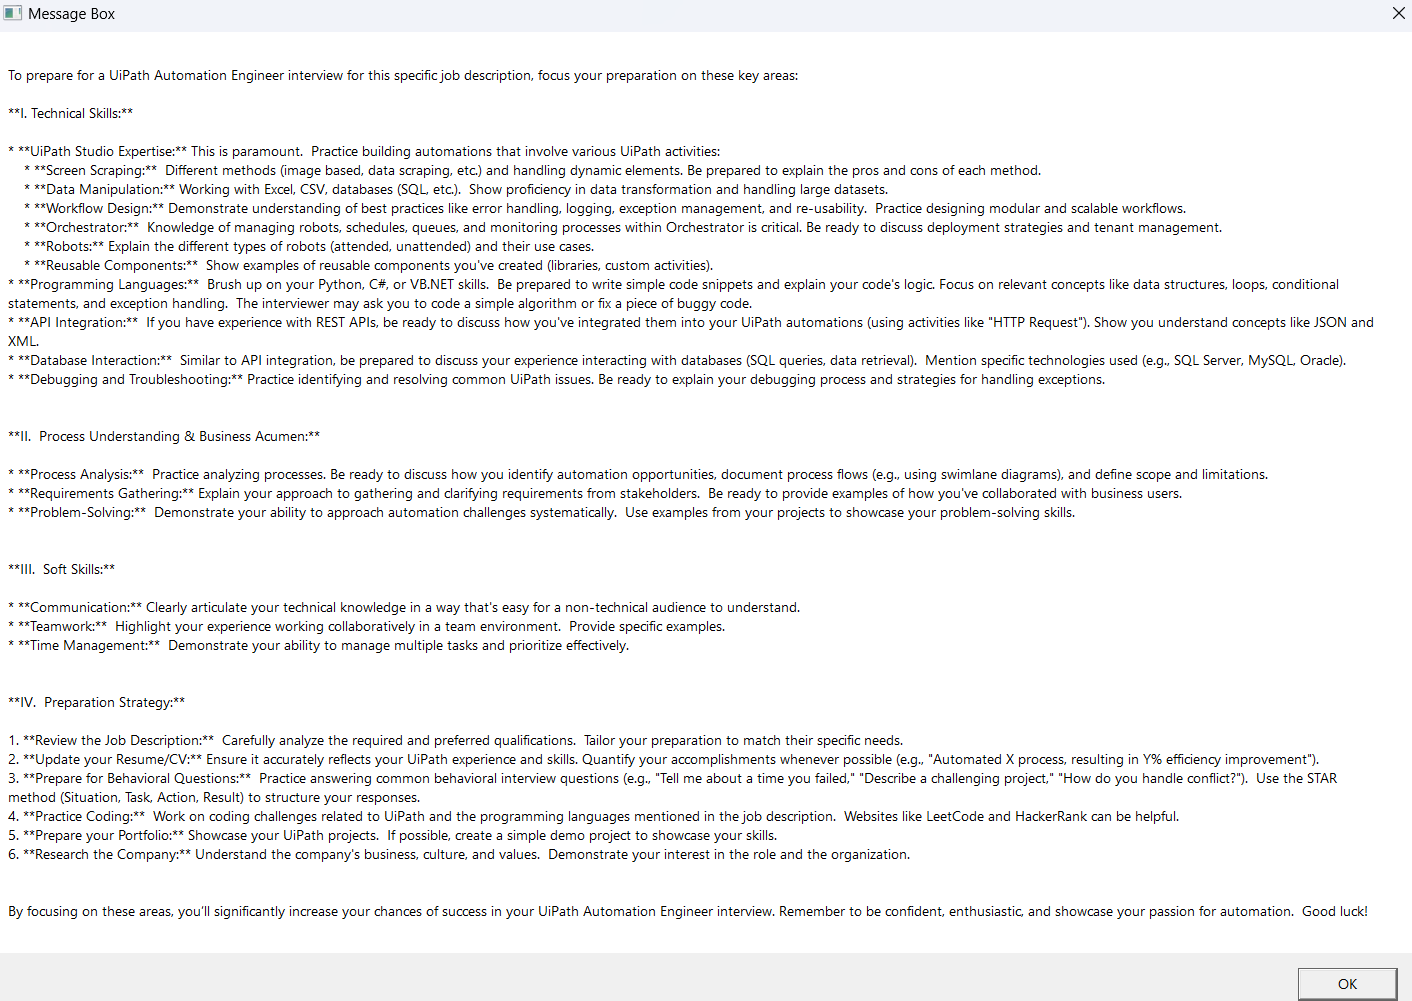 Message Box
To prepare for a UiPath Automation Engineer interview for this specific job description, focus your preparation on these key areas:
**I. Technical Skills:**
* **UiPath Studio Expertise:** This is paramount.  Practice building automations that involve various UiPath activities:
* **Screen Scraping:**  Different methods (image based, data scraping, etc.) and handling dynamic elements. Be prepared to explain the pros and cons of each method.
* **Data Manipulation:** Working with Excel, CSV, databases (SQL, etc.).  Show proficiency in data transformation and handling large datasets.
* **Workflow Design:** Demonstrate understanding of best practices like error handling, logging, exception management, and re-usability.  Practice designing modular and scalable workflows.
* **Orchestrator:**  Knowledge of managing robots, schedules, queues, and monitoring processes within Orchestrator is critical. Be ready to discuss deployment strategies and tenant management.
* **Robots:** Explain the different types of robots (attended, unattended) and their use cases.
* **Reusable Components:**  Show examples of reusable components you've created (libraries, custom activities).
* **Programming Languages:**  Brush up on your Python, C#, or VB.NET skills.  Be prepared to write simple code snippets and explain your code's logic. Focus on relevant concepts like data structures, loops, conditional
statements, and exception handling.  The interviewer may ask you to code a simple algorithm or fix a piece of buggy code.
* **API Integration:**  If you have experience with REST APIs, be ready to discuss how you've integrated them into your UiPath automations (using activities like "HTTP Request"). Show you understand concepts like JSON and
XML.
* **Database Interaction:**  Similar to API integration, be prepared to discuss your experience interacting with databases (SQL queries, data retrieval).  Mention specific technologies used (e.g., SQL Server, MySQL, Oracle).
* **Debugging and Troubleshooting:** Practice identifying and resolving common UiPath issues. Be ready to explain your debugging process and strategies for handling exceptions.
**II.  Process Understanding & Business Acumen:**
* **Process Analysis:**  Practice analyzing processes. Be ready to discuss how you identify automation opportunities, document process flows (e.g., using swimlane diagrams), and define scope and limitations.
* **Requirements Gathering:** Explain your approach to gathering and clarifying requirements from stakeholders.  Be ready to provide examples of how you've collaborated with business users.
* **Problem-Solving:**  Demonstrate your ability to approach automation challenges systematically.  Use examples from your projects to showcase your problem-solving skills.
**III.  Soft Skills:**
* **Communication:** Clearly articulate your technical knowledge in a way that's easy for a non-technical audience to understand.
* **Teamwork:**  Highlight your experience working collaboratively in a team environment.  Provide specific examples.
* **Time Management:**  Demonstrate your ability to manage multiple tasks and prioritize effectively.
**IV.  Preparation Strategy:**
1. **Review the Job Description:**  Carefully analyze the required and preferred qualifications.  Tailor your preparation to match their specific needs.
2. **Update your Resume/CV:** Ensure it accurately reflects your UiPath experience and skills. Quantify your accomplishments whenever possible (e.g., "Automated X process, resulting in Y% efficiency improvement").
3. **Prepare for Behavioral Questions:**  Practice answering common behavioral interview questions (e.g., "Tell me about a time you failed," "Describe a challenging project," "How do you handle conflict?").  Use the STAR
method (Situation, Task, Action, Result) to structure your responses.
4. **Practice Coding:**  Work on coding challenges related to UiPath and the programming languages mentioned in the job description.  Websites like LeetCode and HackerRank can be helpful.
5. **Prepare your Portfolio:** Showcase your UiPath projects.  If possible, create a simple demo project to showcase your skills.
6. **Research the Company:** Understand the company's business, culture, and values.  Demonstrate your interest in the role and the organization.
By focusing on these areas, you'll significantly increase your chances of success in your UiPath Automation Engineer interview. Remember to be confident, enthusiastic, and showcase your passion for automation.  Good luck!
OK